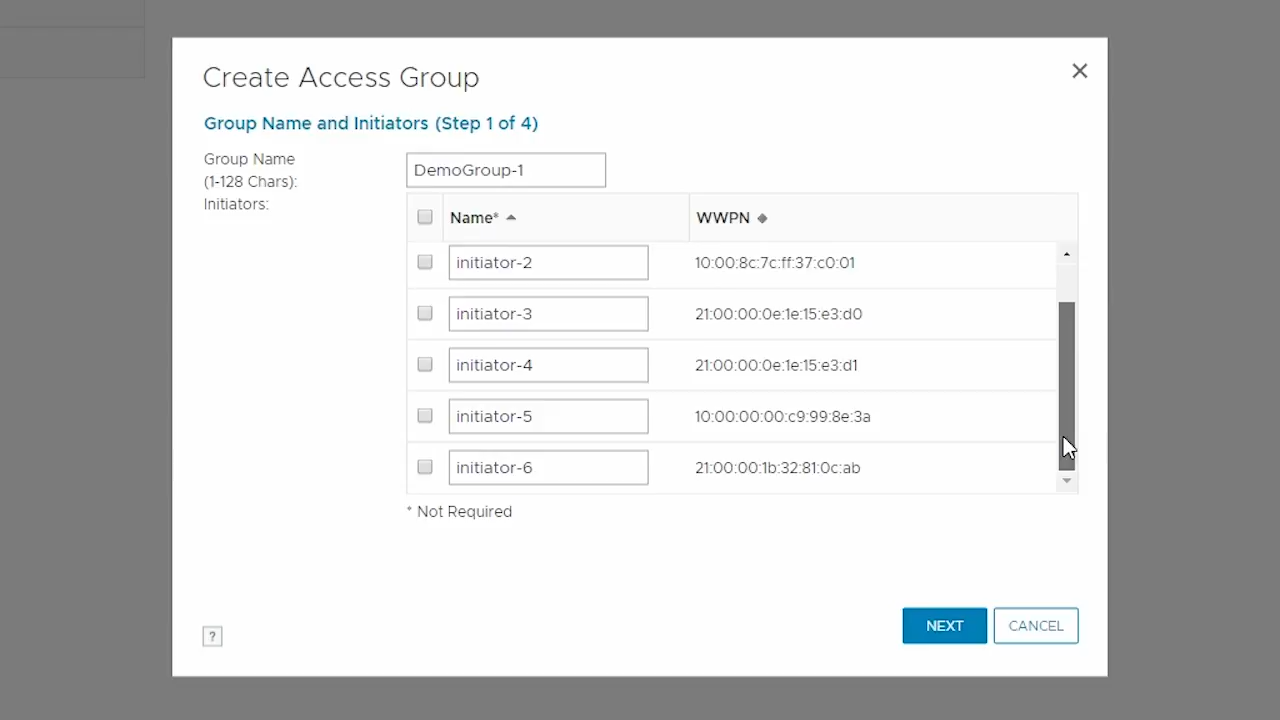 Create Access Group
Group Name and Initiators (Step 1 of 4)
Group Name
(1-128 Chars):
DemoGroup-1
Initiators:
Name* WWPN
initiator-2 10:00:8c:7c:ff:37:c0:01
initiator-3 21:00:00:0e:1e:15:e3:d0
initiator-4 21:00:00:0e:1e:15:e3:d1
initiator-5 10:00:00:00:c9:99:8e:3a
initiator-6 21:00:00:1b:32:81:0c:ab
* Not Required
?
NEXT CANCEL